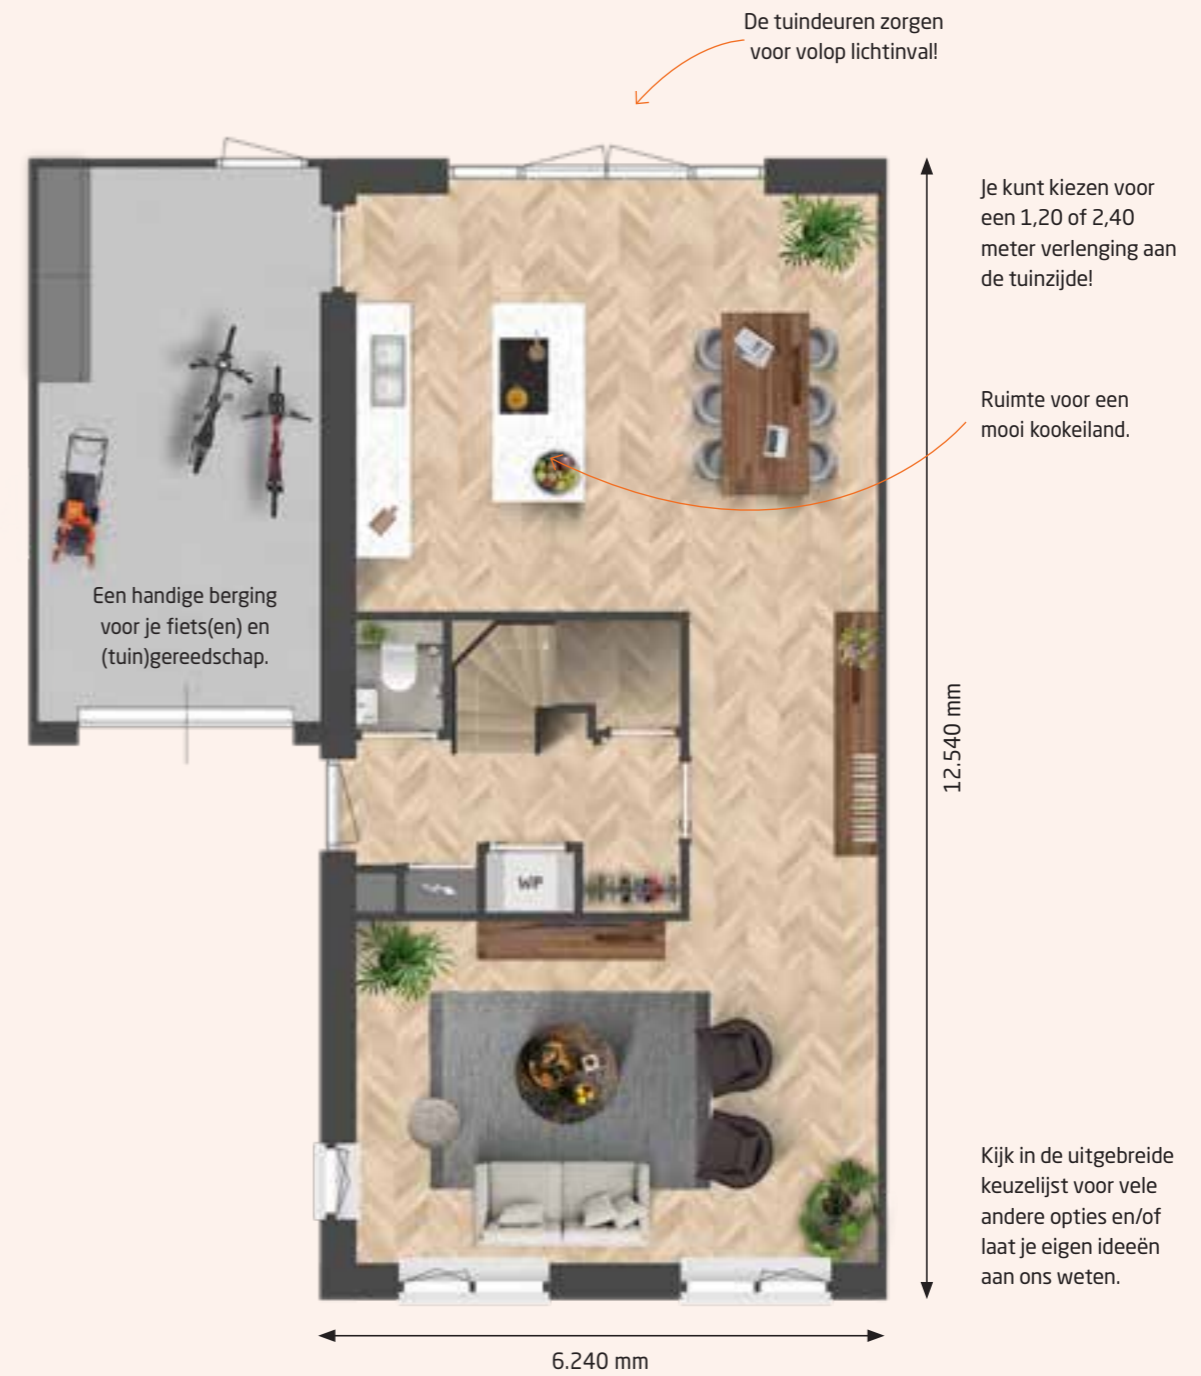 De tuindeuren zorgen
voor volop lichtinval!
Je kunt kiezen voor
een 1,20 of 2,40
meter verlenging aan
de tuinzijde!
Ruimte voor een
mooi kookeiland.
Een handige berging
voor je fiets(en) en
(tuin)gereedschap.
12.540 mm
WP
Kijk in de uitgebreide
keuzelijst voor vele
andere opties en/of
laat je eigen ideeën
aan ons weten.
6.240 mm